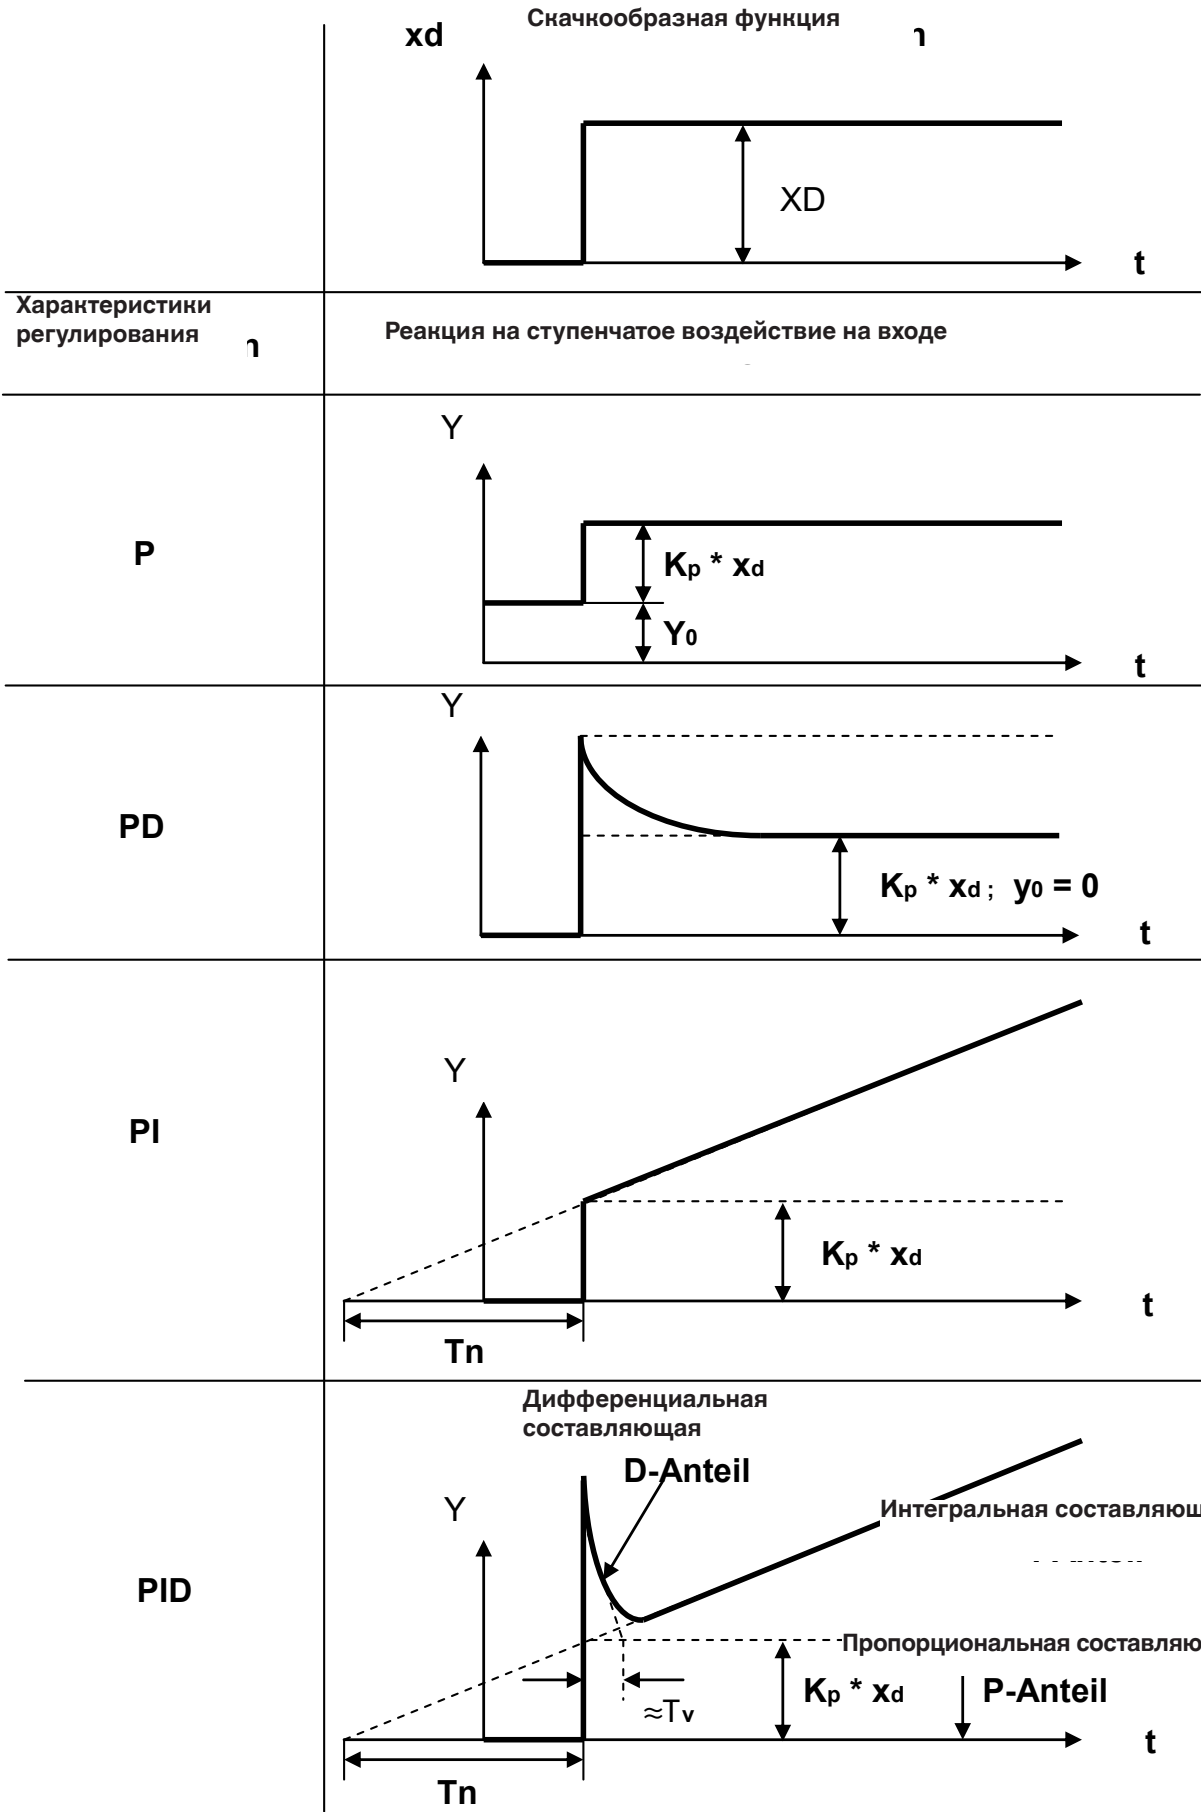 Скачкообразная функция
xd
n
XD
t
Характеристики
регулирования
n
Реакция на ступенчатое воздействие на входе
Y
P
Kp * xd
Y0
t
Y
PD
Kp * xd ; y0 = 0
t
Y
PI
Kp * xd
t
Tn
Дифференциальная
составляющая
D-Anteil
Y
Интегральная составляющ
PID
Пропорциональная составляю
Kp * xd
P-Anteil
≈Tv
t
Tn